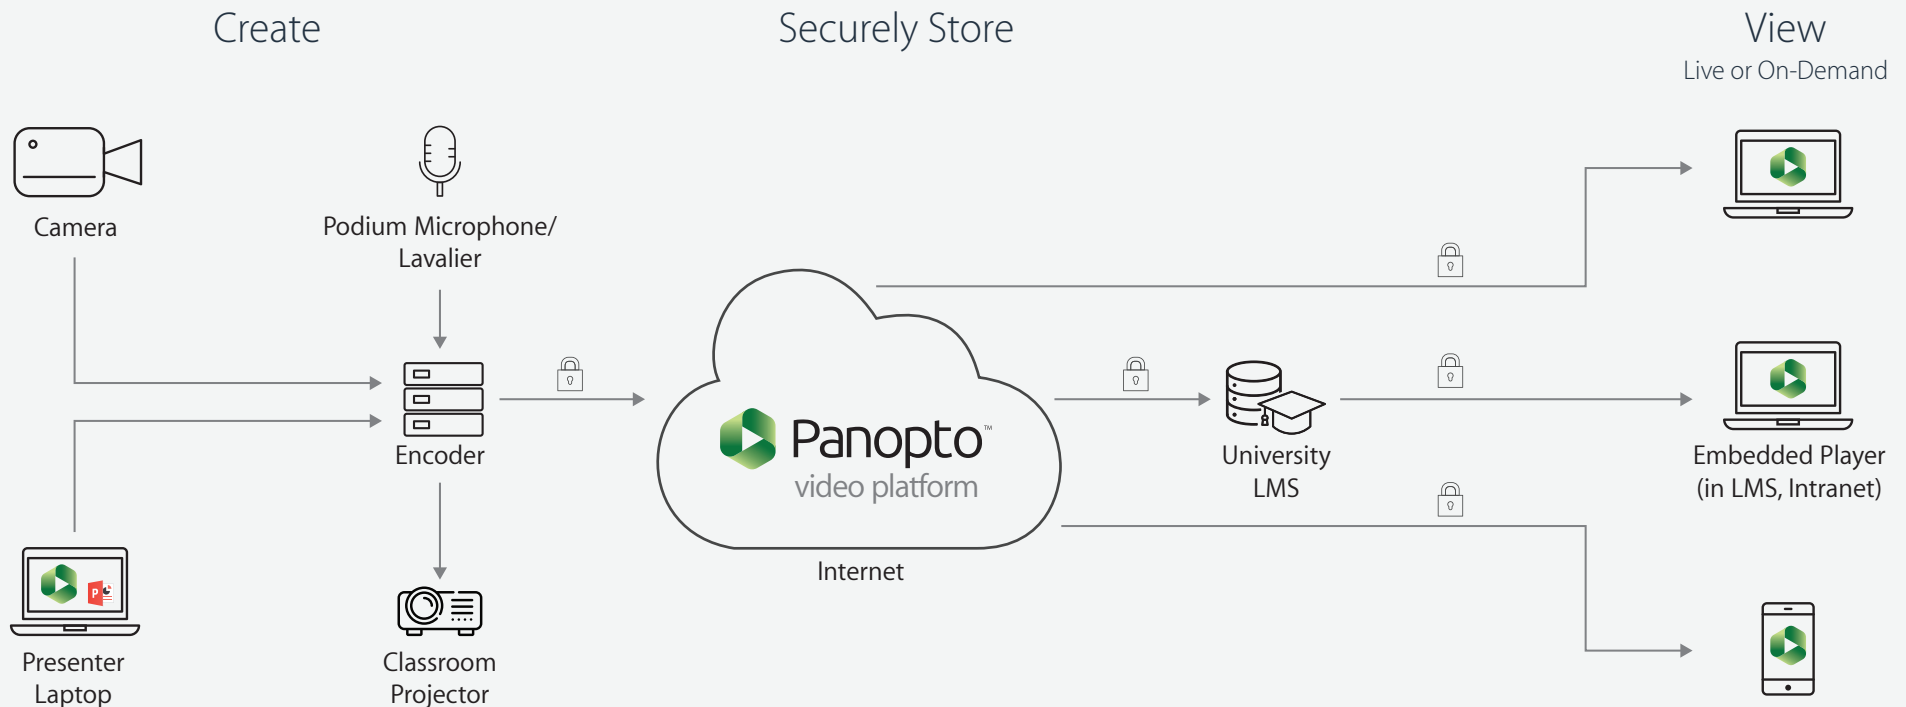 Create
Securely Store
View
Live or On-Demand
Camera
Podium Microphone/
Lavalier
Encoder
Presenter
Laptop
P
Classroom
Projector
Panopto™
video platform
Internet
University
LMS
Embedded Player
(in LMS, Intranet)